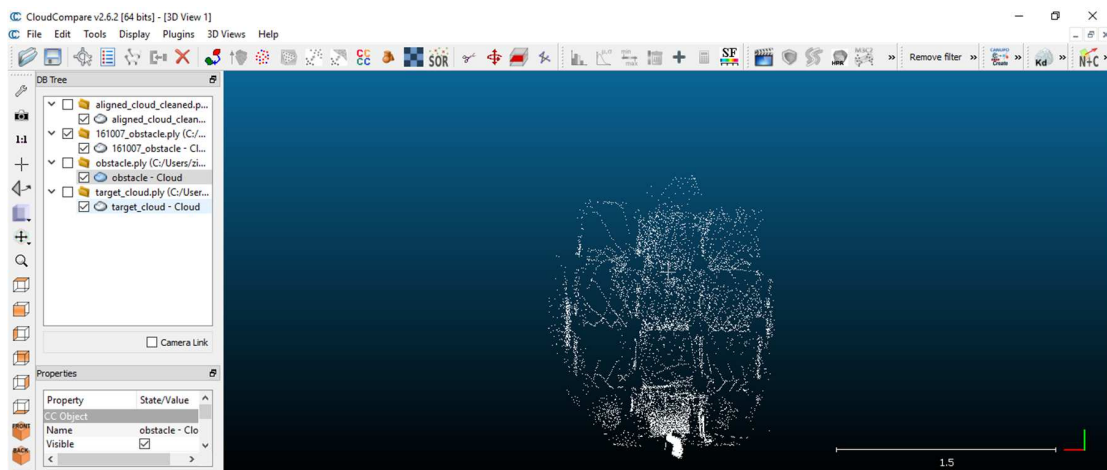 CloudCompare v2.6.2 [64 bits] - [3D View 1]
File Edit Tools Display Plugins 3D Views Help
CC
CC
SOR
SF
Remove filter
Kd
N+C
DB Tree
aligned_cloud_cleaned.p...
aligned_cloud_clean...
161007_obstacle.ply (C:/...
161007_obstacle - Cl...
obstacle.ply (C:/Users/zi...
obstacle - Cloud
target_cloud.ply (C:/User...
target_cloud - Cloud
1:1
Camera Link
Properties
Property State/Value
CC Object
Name obstacle - Clo
Visible
FRONT
BACK
1.5